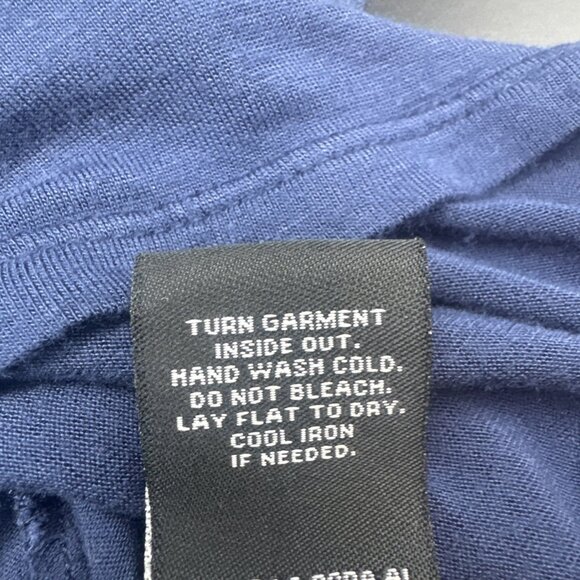 TURN GARMENT
INSIDE OUT.
HAND WASH COLD.
DO NOT BLEACH.
LAY FLAT TO DRY.
COOL IRON
IF NEEDED.